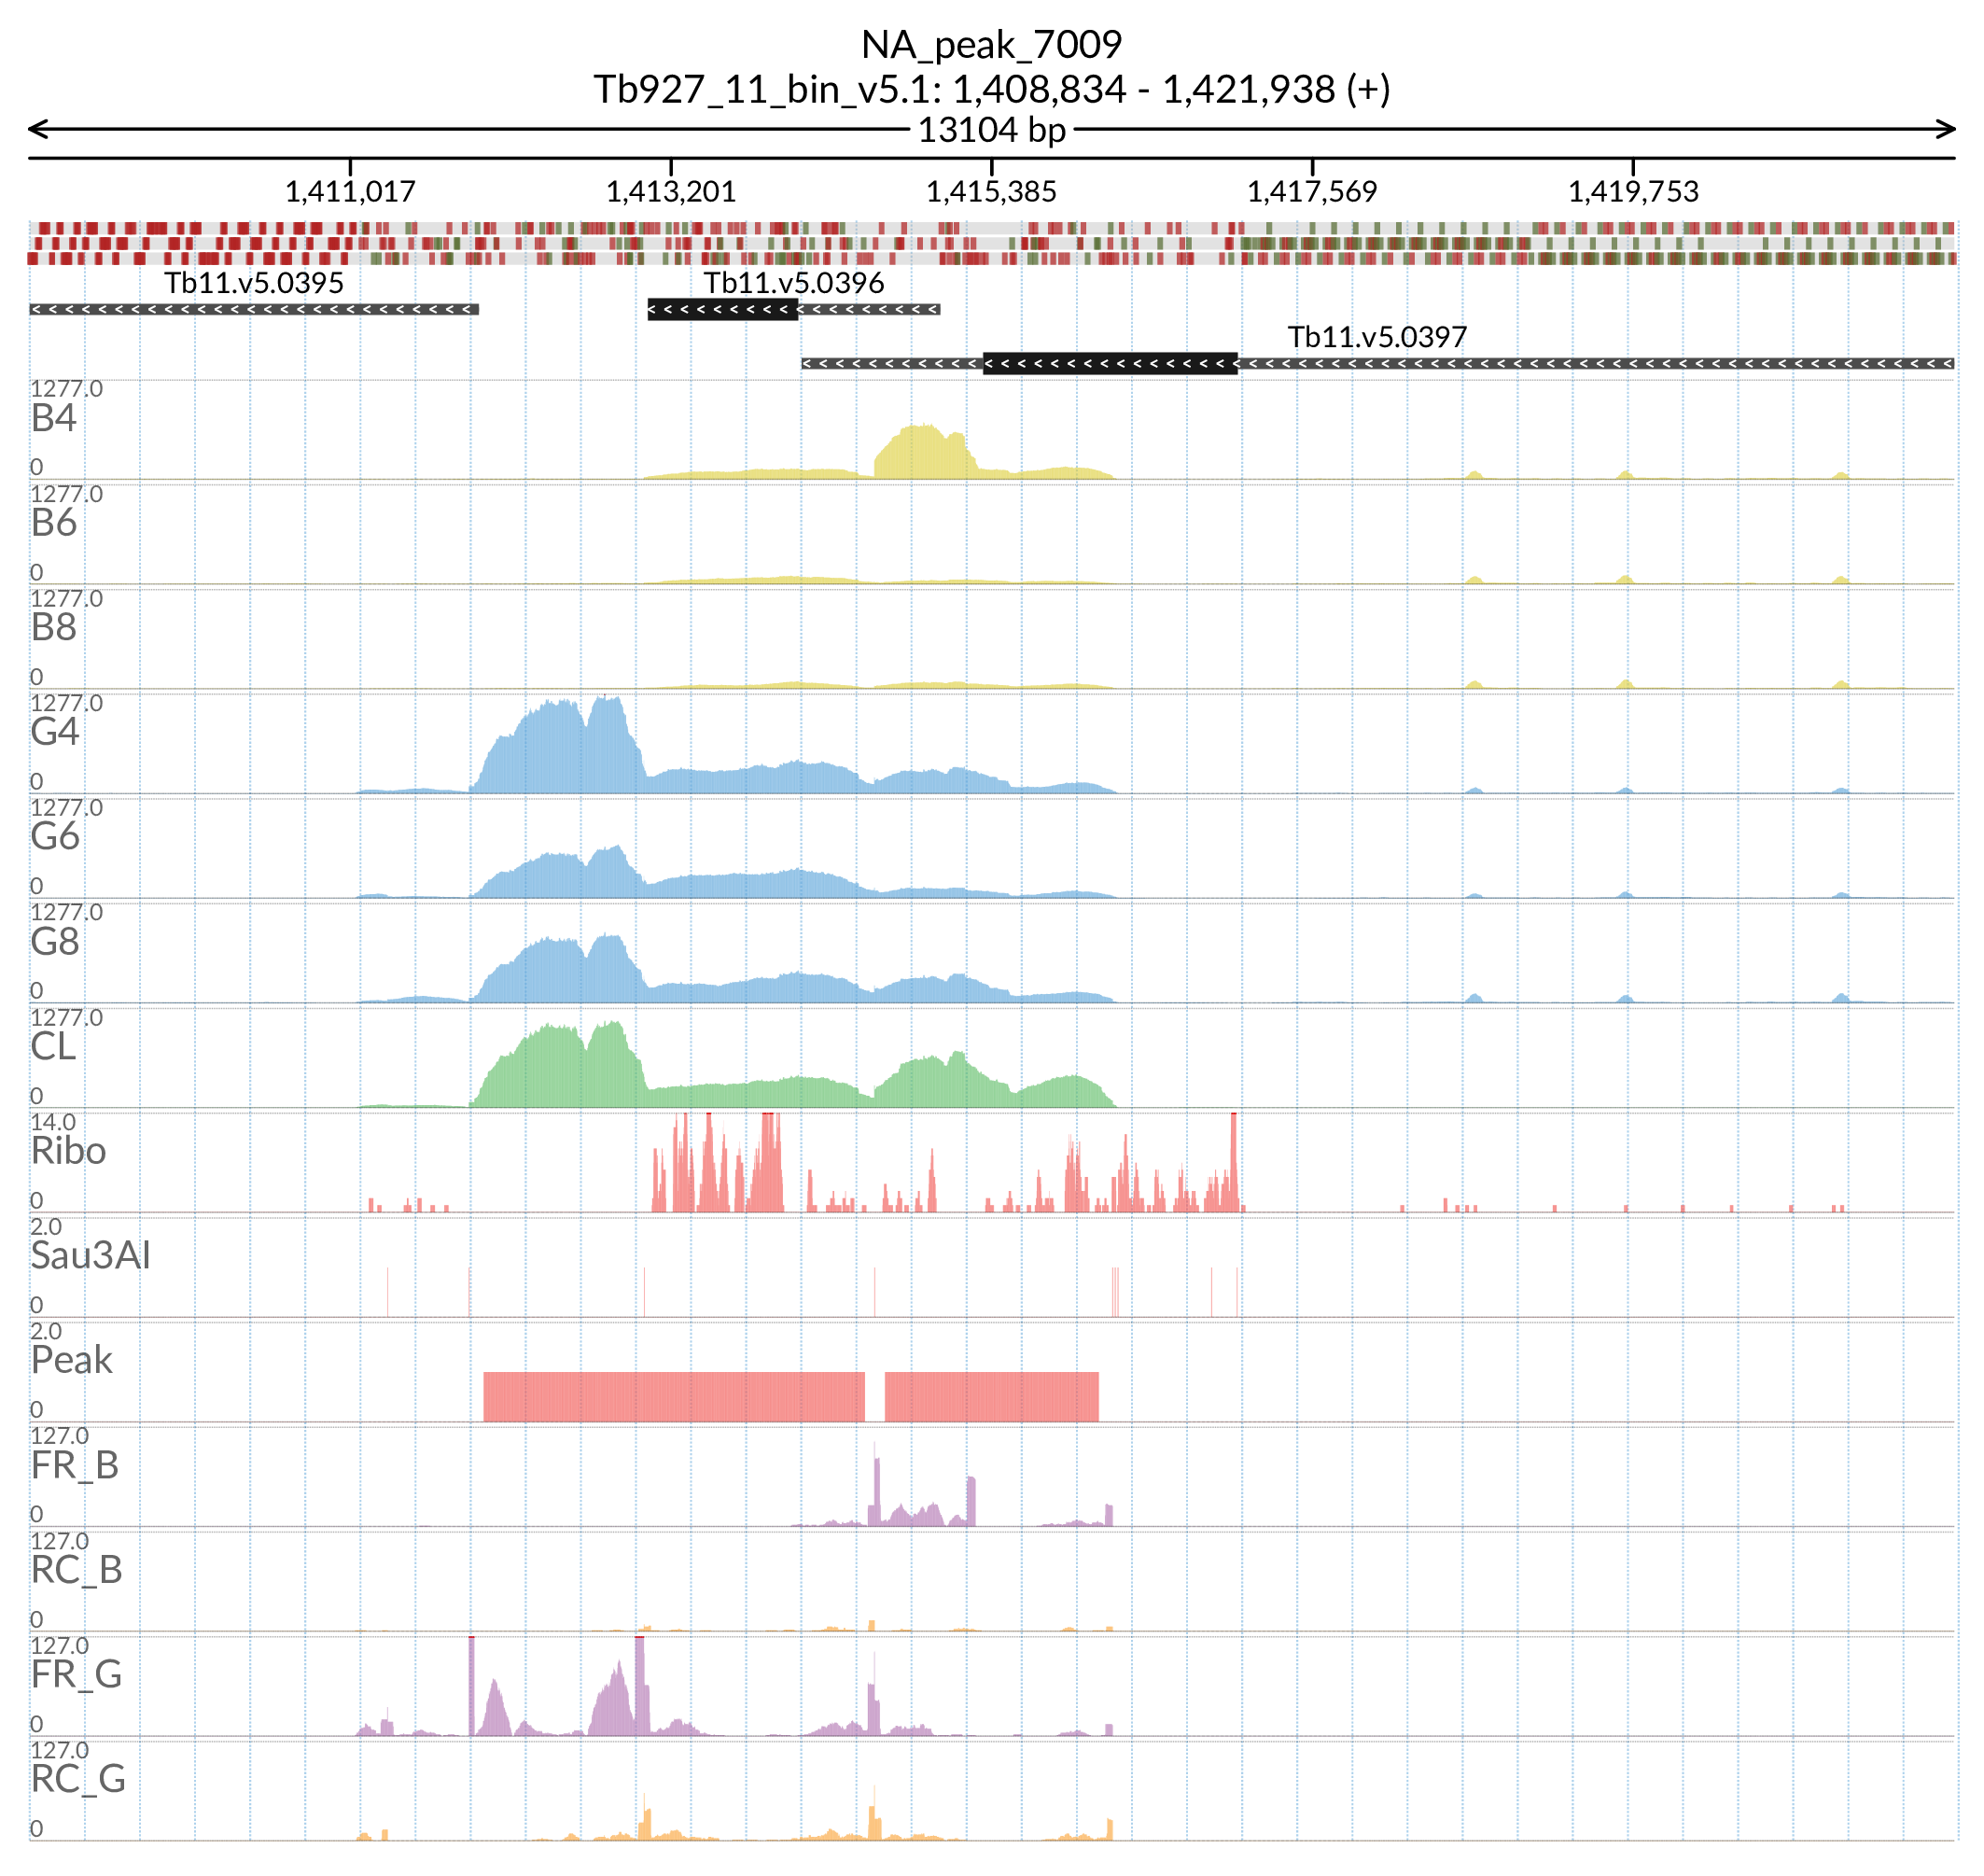 NA_peak_7009
Tb927_11_bin_v5.1: 1,408,834 - 1,421,938 (+)
13104 bp
1,411,017 1,413,201 1,415,385 1,417,569 1,419,753
Tb11.v5.0395 Tb11.v5.0396
Tb11.v5.0397
1277.0
B4
0
1277.0
B6
0
1277.0
B8
0
1277.0
G4
0
1277.0
G6
0
1277.0
G8
0
1277.0
CL
0
14.0
Ribo
0
2.0
Sau3AI
0
2.0
Peak
0
127.0
FR_B
0
127.0
RC_B
0
127.0
FR_G
0
127.0
RC_G
0